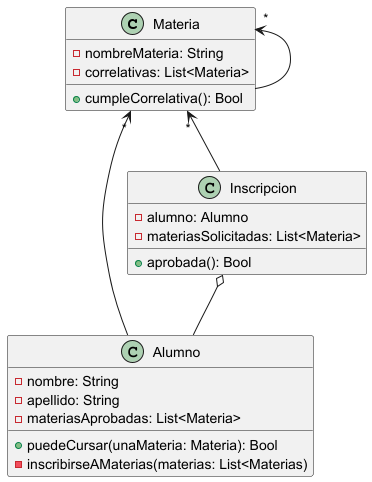 C Materia
*
nombreMateria: String
correlativas: List<Materia>
cumpleCorrelativa(): Bool
*
*
C Inscripcion
alumno: Alumno
materiasSolicitadas: List<Materia>
aprobada(): Bool
C Alumno
nombre: String
apellido: String
materiasAprobadas: List<Materia>
puedeCursar(unaMateria: Materia): Bool
inscribirseAMaterias(materias: List<Materias)